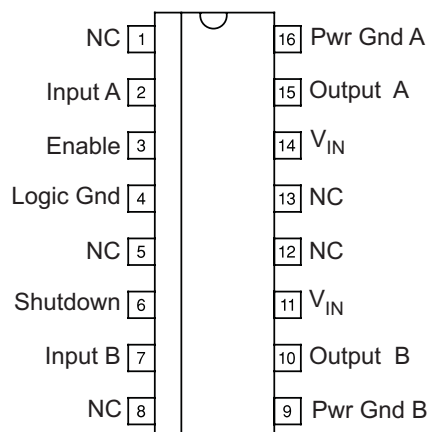 NC 1 16 Pwr Gnd A
Input A 2 15 Output A
Enable 3 14 VIN
Logic Gnd 4 13 NC
NC 5 12 NC
Shutdown 6 11 VIN
Input B 7 10 Output B
NC 8 9 Pwr Gnd B